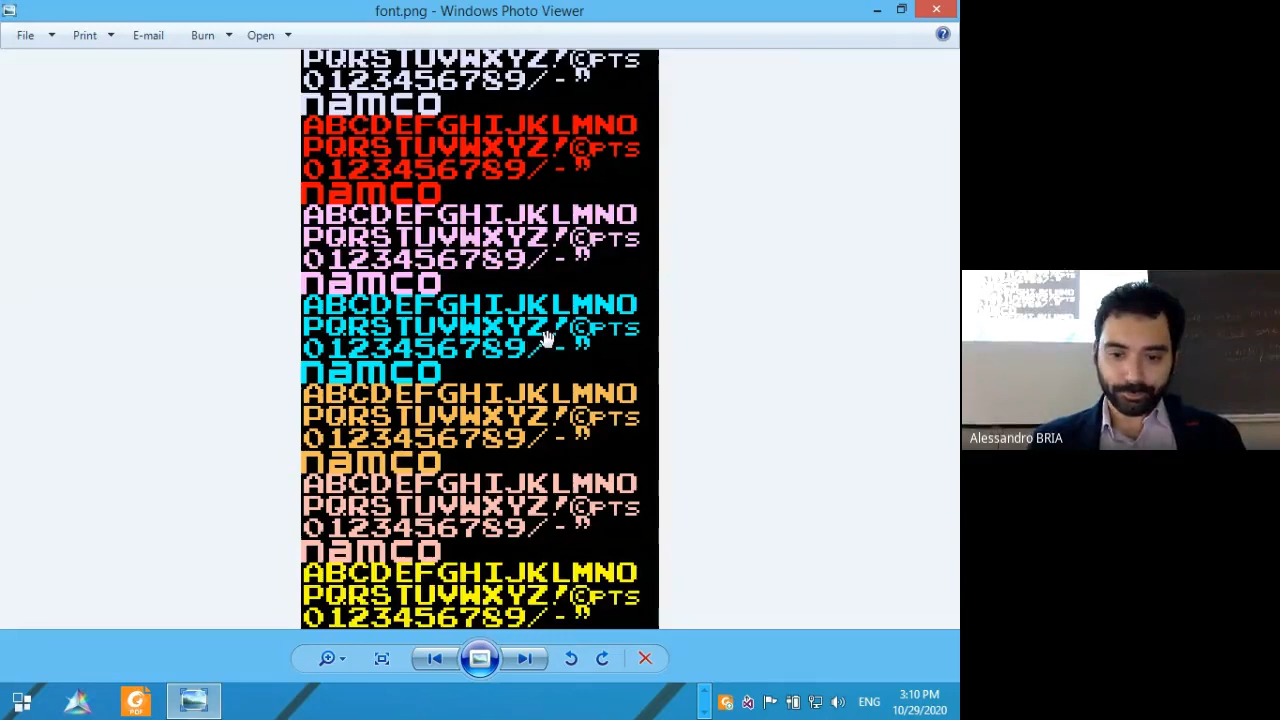 font.png - Windows Photo Viewer
File Print E-mail Burn Open
PQRSTUVWXYZ!©PTS
0123456789/-"
namco
ABCDEFGHIJKLMNO
PQRSTUVWXYZ!©PTS
0123456789/-"
namco
ABCDEFGHIJKLMNO
PQRSTUVWXYZ!©PTS
0123456789/-"
namco
ABCDEFGHIJKLMNO
PQRSTUVWXYZ!©PTS
0123456789/-"
namco
ABCDEFGHIJKLMNO
PQRSTUVWXYZ!©PTS
0123456789/-"
namco
ABCDEFGHIJKLMNO
PQRSTUVWXYZ!©PTS
0123456789/-"
namco
ABCDEFGHIJKLMNO
PQRSTUVWXYZ!©PTS
0123456789/-"
Alessandro BRIA
PDF
ENG
3:10 PM
10/29/2020